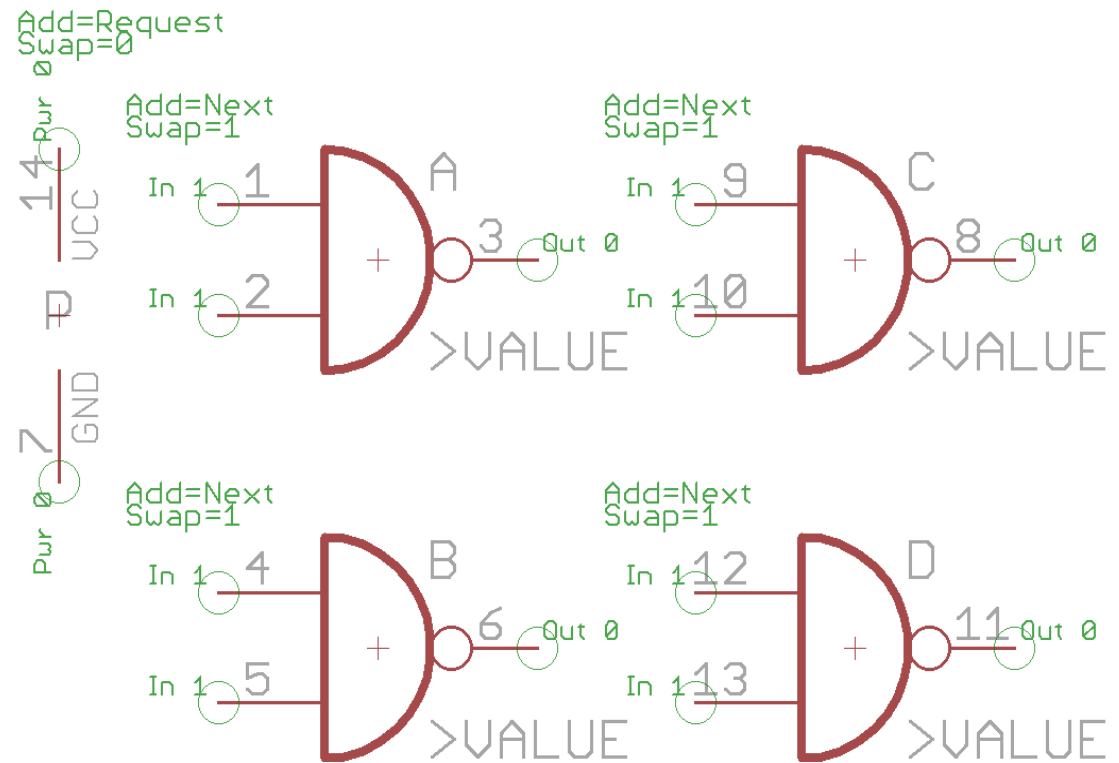 Add=Request
Swap=0
Pwr 0
14
VCC
P
GND
7
Pwr 0
Add=Next
Swap=1
A
In 1
1
3
Out 0
In 1
2
>VALUE
Add=Next
Swap=1
C
In 1
9
8
Out 0
In 1
10
>VALUE
Add=Next
Swap=1
B
In 1
4
6
Out 0
In 1
5
>VALUE
Add=Next
Swap=1
D
In 1
12
11
Out 0
In 1
13
>VALUE